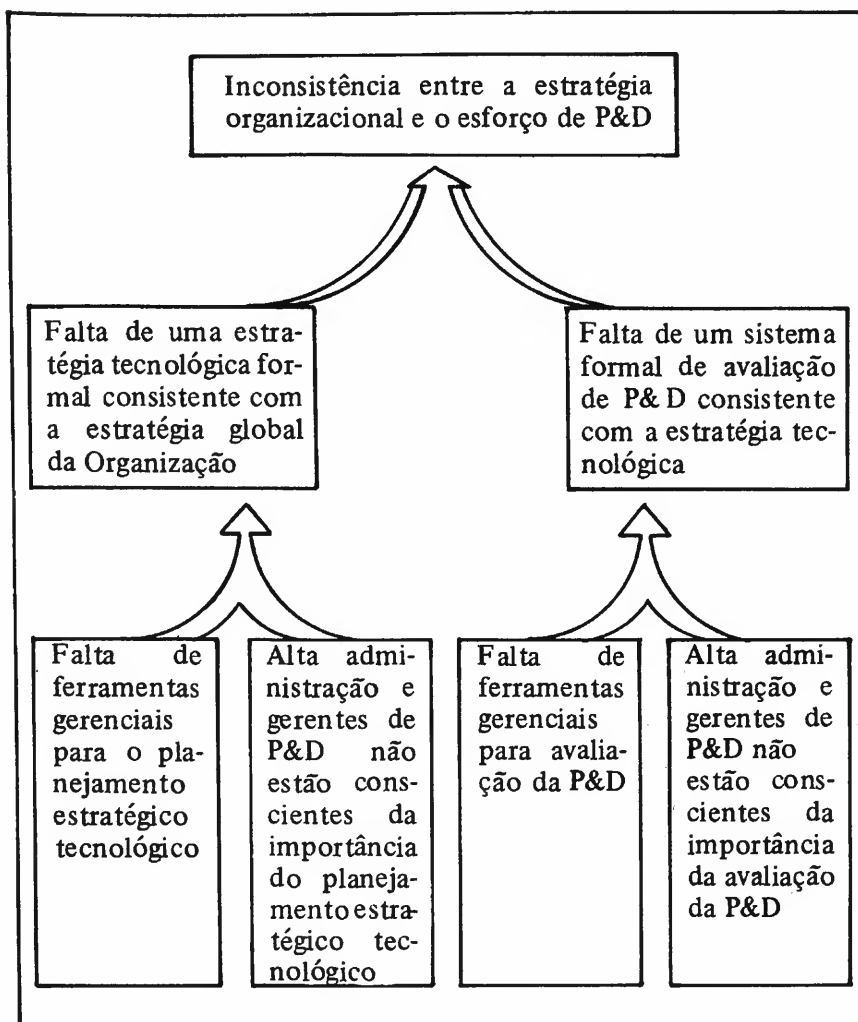 Inconsistência entre a estratégia
organizacional e o esforço de P&D
Falta de uma estra-
tégia tecnológica for-
mal consistente com
a estratégia global
da Organização
Falta de um sistema
formal de avaliação
de P& D consistente
com a estratégia tec-
nológica
Falta de
ferramentas
gerenciais
para o pla-
nejamento
estratégico
tecnológico
Alta admi-
nistração e
gerentes de
P&D não
estão cons-
cientes da
importância
do planeja-
mento estra-
tégico tec-
nológico
Falta de
ferramentas
gerenciais
para avalia-
ção da P&D
Alta admi-
nistração e
gerentes de
P&D não
estão cons-
cientes da
importância
da avaliação
da P&D